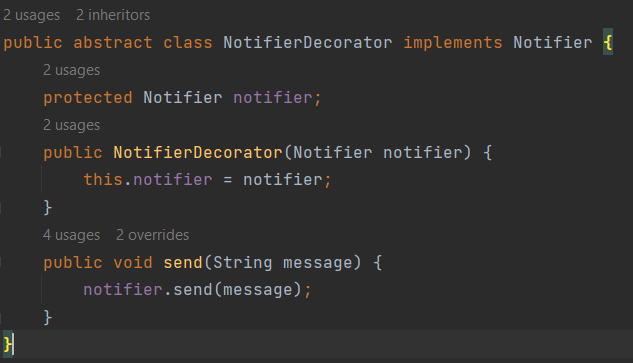 2 usages   2 inheritors
public abstract class NotifierDecorator implements Notifier {
    2 usages
    protected Notifier notifier;
    2 usages
    public NotifierDecorator(Notifier notifier) {
        this.notifier = notifier;
    }
    4 usages   2 overrides
    public void send(String message) {
        notifier.send(message);
    }
}